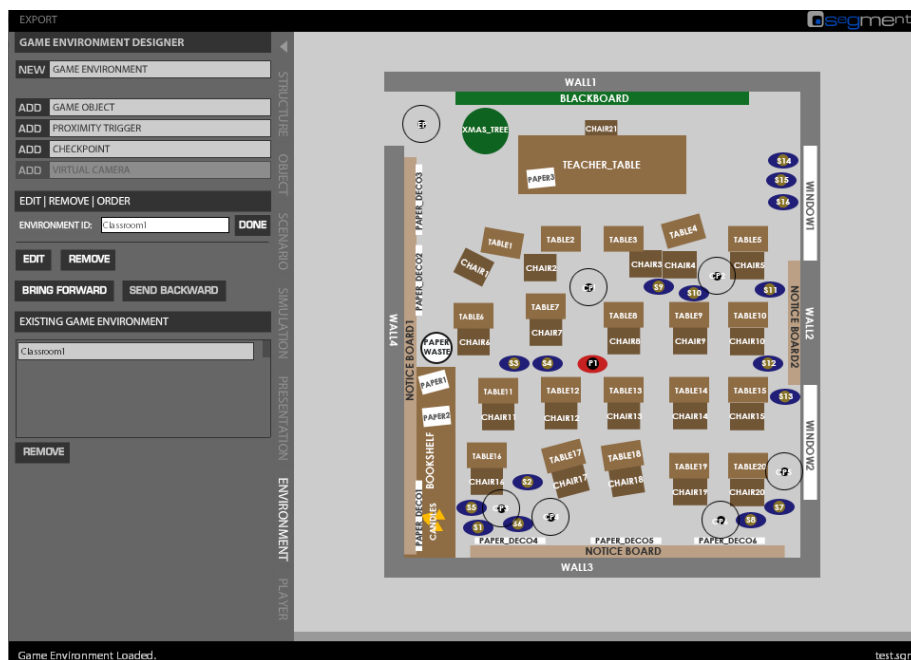 EXPORT
segment
GAME ENVIRONMENT DESIGNER
NEW GAME ENVIRONMENT
ADD GAME OBJECT
ADD PROXIMITY TRIGGER
ADD CHECKPOINT
ADD VIRTUAL CAMERA
EDIT | REMOVE | ORDER
ENVIRONMENT ID: Classroom1 DONE
EDIT REMOVE
BRING FORWARD SEND BACKWARD
EXISTING GAME ENVIRONMENT
Classroom1
REMOVE
STRUCTURE
OBJECT
SCENARIO
SIMULATION
PRESENTATION
ENVIRONMENT
PLAYER
WALL1
BLACKBOARD
XMAS_TREE
CHAIR21
TEACHER_TABLE
PAPER3
S14
S15
S16
WINDOW1
PAPER_DECO3
PAPER_DECO2
NOTICE BOARD1
WALL4
TABLE1
TABLE2
TABLE3
TABLE4
TABLE5
CHAIR1
CHAIR2
CHAIR3
CHAIR4
CHAIR5
S9
S10
S11
NOTICE BOARD2
WALL2
TABLE6
TABLE7
TABLE8
TABLE9
TABLE10
CHAIR6
CHAIR7
CHAIR8
CHAIR9
CHAIR10
PAPER
WASTE
S3
S4
P1
S12
PAPER1
PAPER2
TABLE11
TABLE12
TABLE13
TABLE14
TABLE15
S13
CHAIR11
CHAIR12
CHAIR13
CHAIR14
CHAIR15
BOOKSHELF
WINDOW2
TABLE16
TABLE17
TABLE18
TABLE19
TABLE20
CHAIR16
CHAIR17
CHAIR18
CHAIR19
CHAIR20
S2
PAPER_DECO1
CANDLES
S5
S1
S6
S8
S7
PAPER_DECO4
PAPER_DECO5
PAPER_DECO6
NOTICE BOARD
WALL3
Game Environment Loaded.
test.sgr